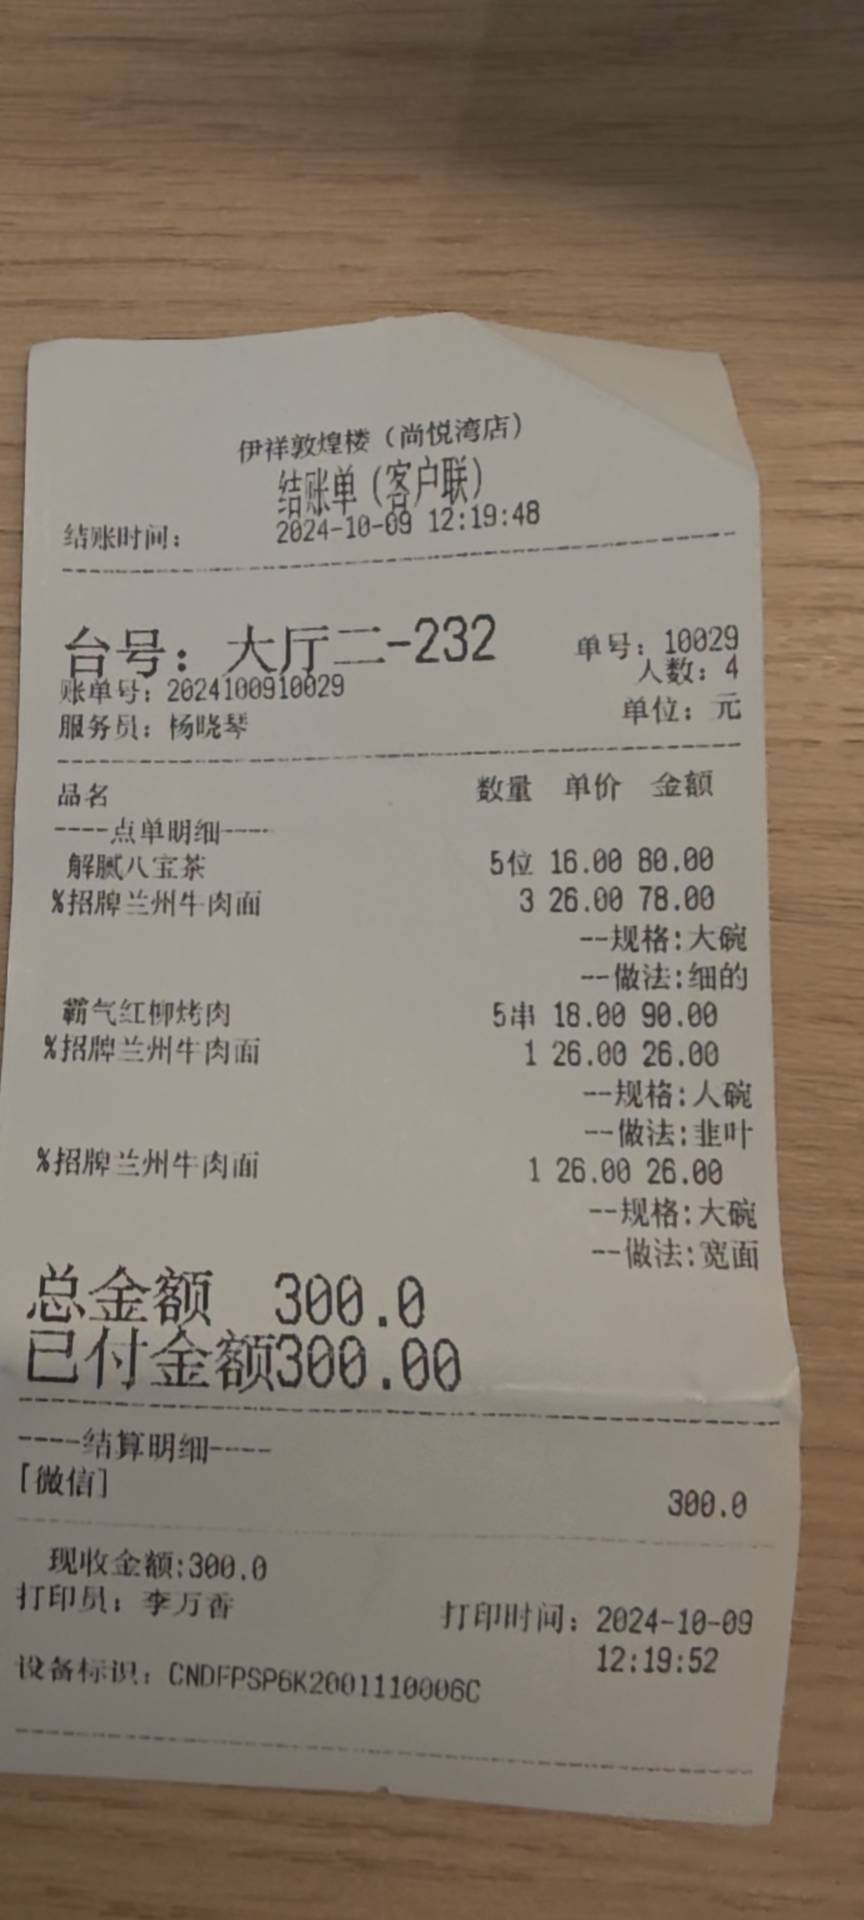 伊祥敦煌楼（尚悦湾店）
结账单（客户联）
结账时间： 2024-10-09 12:19:48
台号：大厅二-232 单号：10029
人数：4
账单号：2024100910029
服务员：杨晓琴 单位：元
品名 数量 单价 金额
----点单明细----
解腻八宝茶 5位 16.00 80.00
%招牌兰州牛肉面 3 26.00 78.00
--规格:大碗
--做法:细的
霸气红柳烤肉 5串 18.00 90.00
%招牌兰州牛肉面 1 26.00 26.00
--规格:大碗
--做法:韭叶
%招牌兰州牛肉面 1 26.00 26.00
--规格:大碗
--做法:宽面
总金额 300.0
已付金额300.00
----结算明细----
[微信] 300.0
现收金额:300.0
打印员：李万香 打印时间：2024-10-09
12:19:52
设备标识：CNDFPSP6K2001110006C